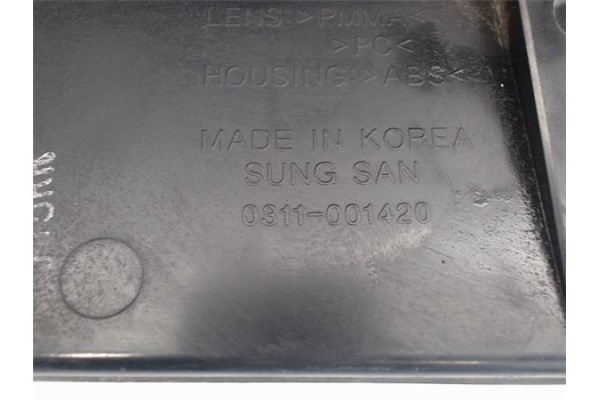 LENS:>PMMA<
>PC<
HOUSING:>ABS<
MADE IN KOREA
SUNG SAN
0311-001420